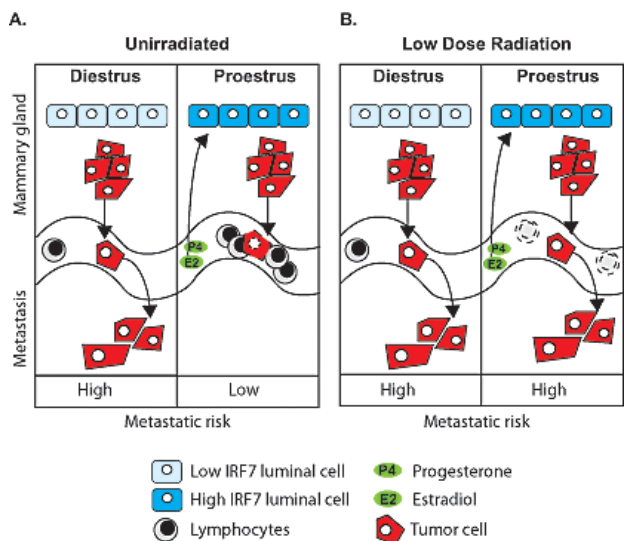 A.
Unirradiated
Diestrus Proestrus
Mammary gland
Metastasis
P4
E2
High Low
Metastatic risk
B.
Low Dose Radiation
Diestrus Proestrus
P4
E2
High High
Metastatic risk
Low IRF7 luminal cell
High IRF7 luminal cell
Lymphocytes
P4 Progesterone
E2 Estradiol
Tumor cell